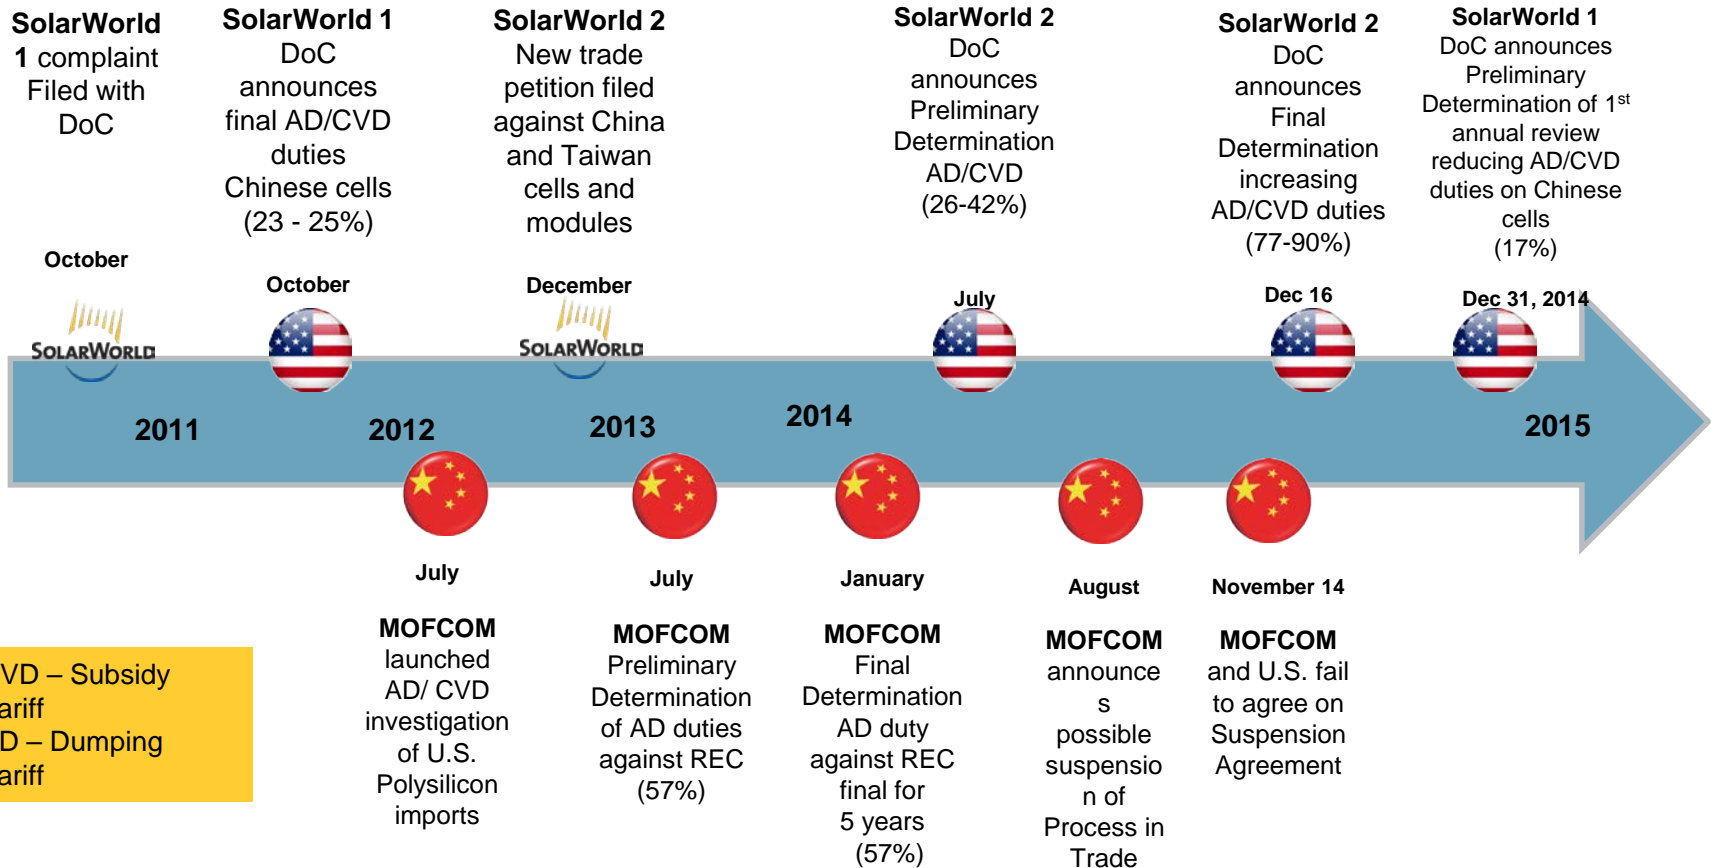 SolarWorld
1 complaint
Filed with
DoC
October
SOLARWORLD
SolarWorld 1
DoC
announces
final AD/CVD
duties
Chinese cells
(23 - 25%)
October
SolarWorld 2
New trade
petition filed
against China
and Taiwan
cells and
modules
December
SOLARWORLD
SolarWorld 2
DoC
announces
Preliminary
Determination
AD/CVD
(26-42%)
July
SolarWorld 2
DoC
announces
Final
Determination
increasing
AD/CVD duties
(77-90%)
Dec 16
SolarWorld 1
DoC announces
Preliminary
Determination of 1st
annual review
reducing AD/CVD
duties on Chinese
cells
(17%)
Dec 31, 2014
2011
2012
2013
2014
2015
July
MOFCOM
launched
AD/ CVD
investigation
of U.S.
Polysilicon
imports
July
MOFCOM
Preliminary
Determination
of AD duties
against REC
(57%)
January
MOFCOM
Final
Determination
AD duty
against REC
final for
5 years
(57%)
August
MOFCOM
announce
s
possible
suspensio
n of
Process in
Trade
November 14
MOFCOM
and U.S. fail
to agree on
Suspension
Agreement
VD – Subsidy
ariff
D – Dumping
ariff